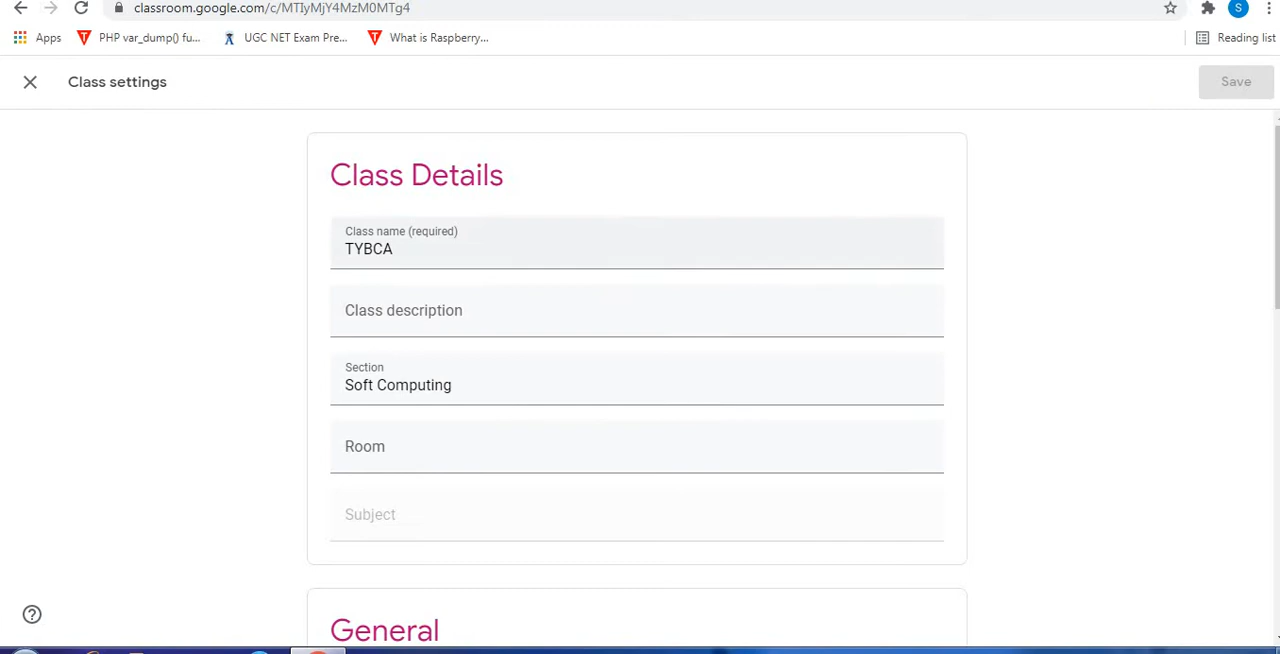 classroom.google.com/c/MTIyMjY4MzM0MTg4
S
Apps PHP var_dump() fu... UGC NET Exam Pre... What is Raspberry... Reading list
Class settings Save
Class Details
Class name (required)
TYBCA
Class description
Section
Soft Computing
Room
Subject
General